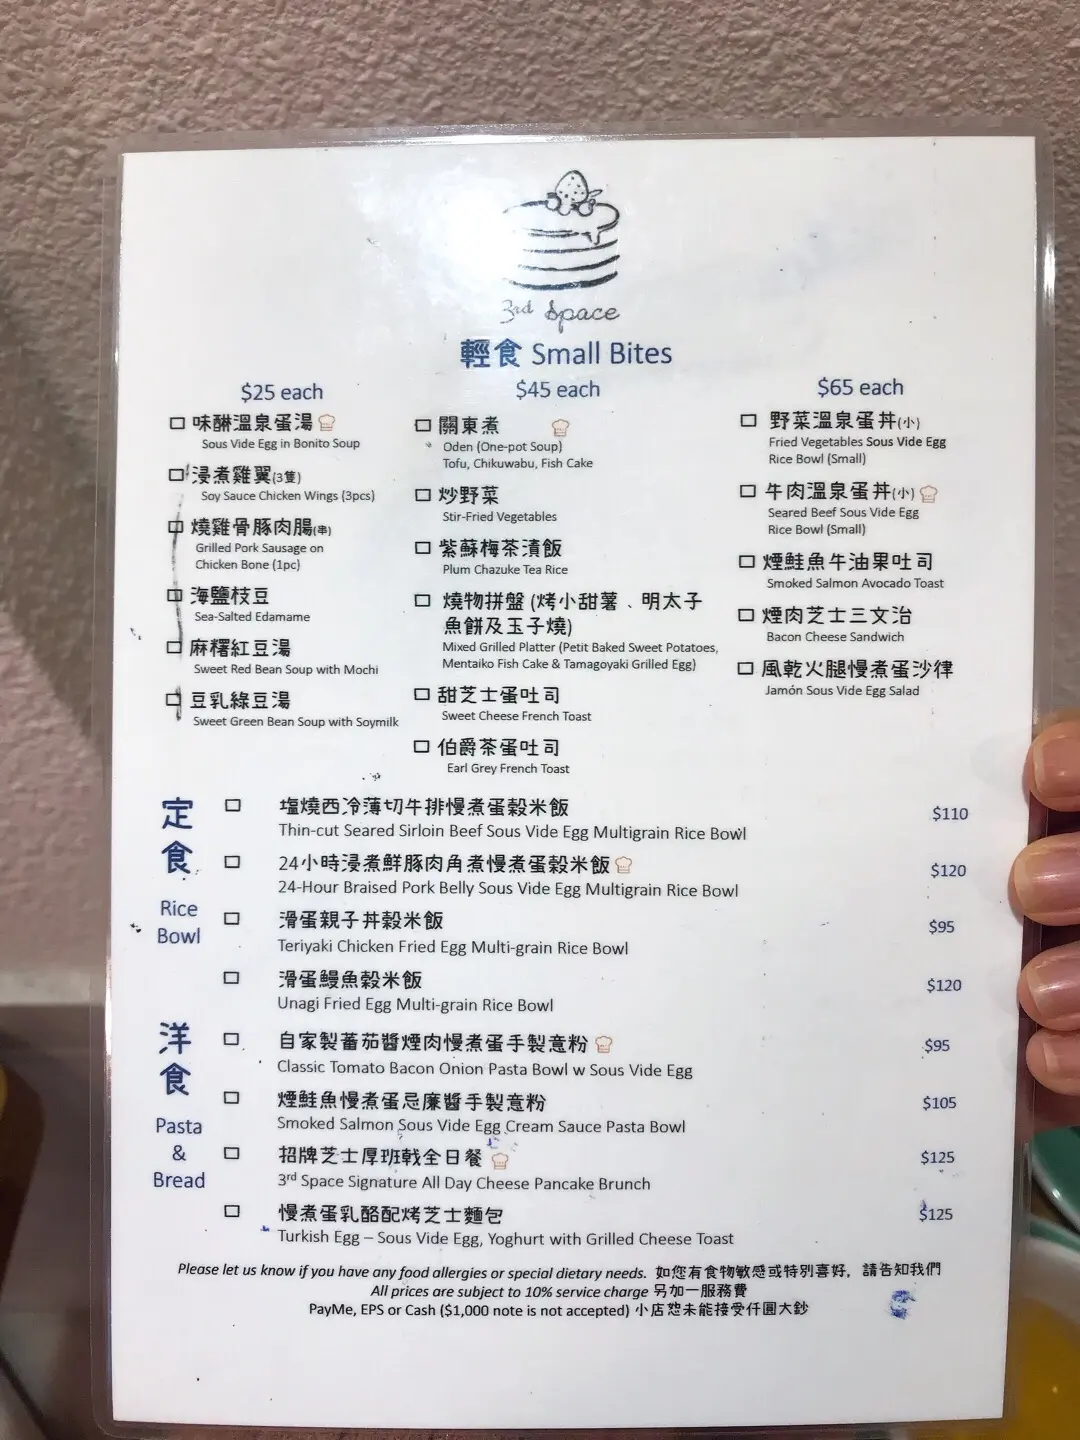 3rd Space
輕食 Small Bites
$25 each
味醂溫泉蛋湯
Sous Vide Egg in Bonito Soup
浸煮雞翼(3隻)
Soy Sauce Chicken Wings (3pcs)
燒雞骨豚肉腸(串)
Grilled Pork Sausage on
Chicken Bone (1pc)
海鹽枝豆
Sea-Salted Edamame
麻糬紅豆湯
Sweet Red Bean Soup with Mochi
豆乳綠豆湯
Sweet Green Bean Soup with Soymilk
$45 each
關東煮
Oden (One-pot Soup)
Tofu, Chikuwabu, Fish Cake
炒野菜
Stir-Fried Vegetables
紫蘇梅茶漬飯
Plum Chazuke Tea Rice
燒物拼盤 (烤小甜薯、明太子
魚餅及玉子燒)
Mixed Grilled Platter (Petit Baked Sweet Potatoes,
Mentaiko Fish Cake & Tamagoyaki Grilled Egg)
甜芝士蛋吐司
Sweet Cheese French Toast
伯爵茶蛋吐司
Earl Grey French Toast
$65 each
野菜溫泉蛋丼(小)
Fried Vegetables Sous Vide Egg
Rice Bowl (Small)
牛肉溫泉蛋丼(小)
Seared Beef Sous Vide Egg
Rice Bowl (Small)
煙鮭魚牛油果吐司
Smoked Salmon Avocado Toast
煙肉芝士三文治
Bacon Cheese Sandwich
風乾火腿慢煮蛋沙律
Jamón Sous Vide Egg Salad
定食
Rice
Bowl
塩燒西冷薄切牛排慢煮蛋穀米飯 $110
Thin-cut Seared Sirloin Beef Sous Vide Egg Multigrain Rice Bowl
24小時浸煮鮮豚肉角煮慢煮蛋穀米飯 $120
24-Hour Braised Pork Belly Sous Vide Egg Multigrain Rice Bowl
滑蛋親子丼穀米飯 $95
Teriyaki Chicken Fried Egg Multi-grain Rice Bowl
滑蛋鰻魚穀米飯 $120
Unagi Fried Egg Multi-grain Rice Bowl
洋食
Pasta
&
Bread
自家製蕃茄醬煙肉慢煮蛋手製意粉 $95
Classic Tomato Bacon Onion Pasta Bowl w Sous Vide Egg
煙鮭魚慢煮蛋忌廉醬手製意粉 $105
Smoked Salmon Sous Vide Egg Cream Sauce Pasta Bowl
招牌芝士厚班戟全日餐 $125
3rd Space Signature All Day Cheese Pancake Brunch
慢煮蛋乳酪配烤芝士麵包 $125
Turkish Egg – Sous Vide Egg, Yoghurt with Grilled Cheese Toast
Please let us know if you have any food allergies or special dietary needs. 如您有食物敏感或特別喜好，請告知我們
All prices are subject to 10% service charge 另加一服務費
PayMe, EPS or Cash ($1,000 note is not accepted) 小店恕未能接受仟圓大鈔